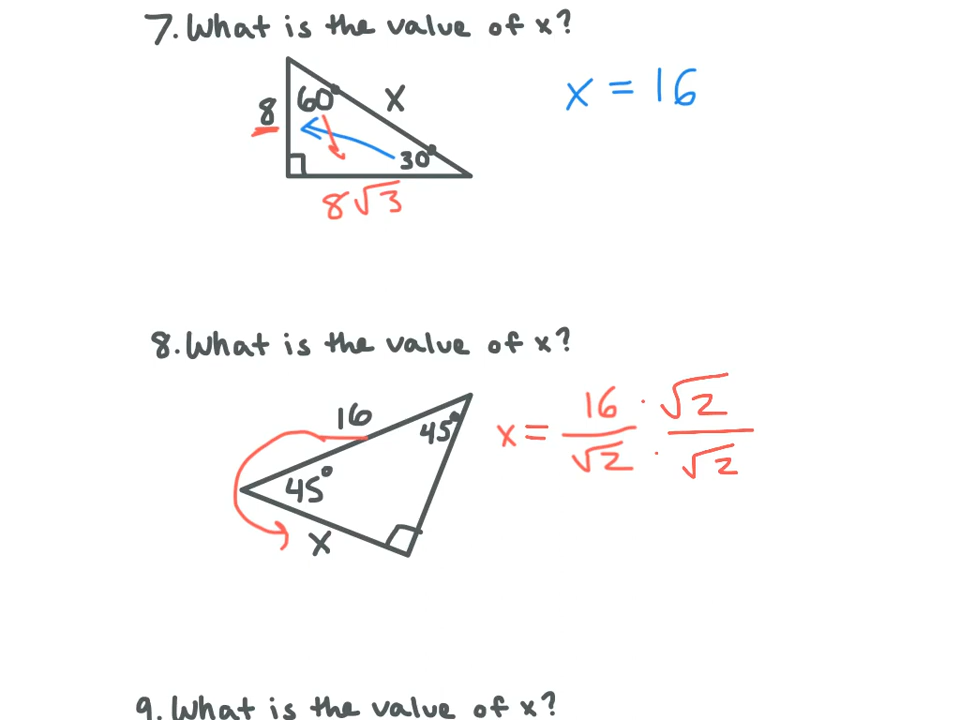 7. What is the value of x?
x = 16
8
60°
x
30°
8√3
8. What is the value of x?
16
45°
x = 16/√2 · √2/√2
45°
x
9. What is the value of x?